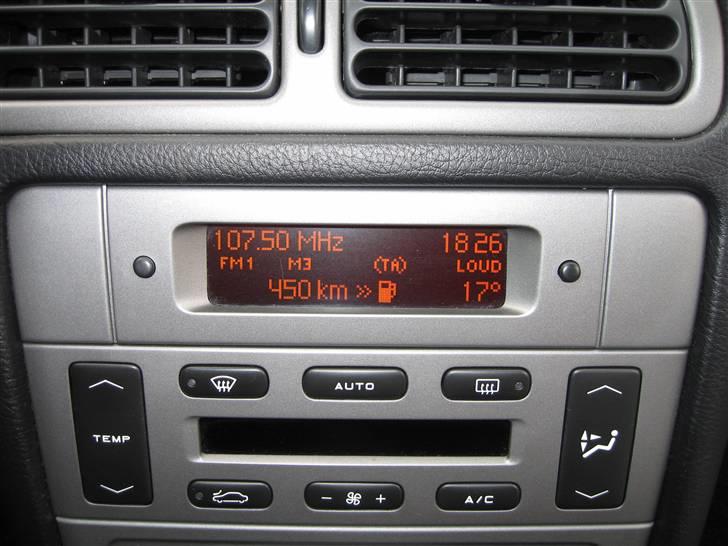 107.50 MHz 18:26
FM1 M3 (TA) LOUD
450 km » 17°
AUTO
TEMP
- +
A/C